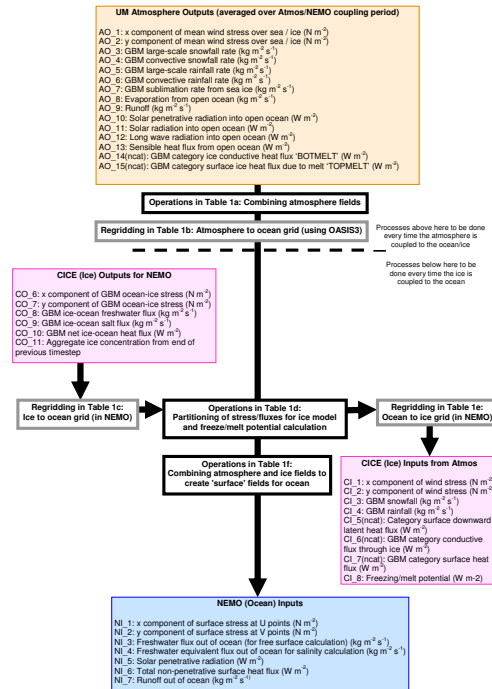 UM Atmosphere Outputs (averaged over Atmos/NEMO coupling period)
AO_1: x component of mean wind stress over sea / ice (N m⁻²)
AO_2: y component of mean wind stress over sea / ice (N m⁻²)
AO_3: GBM large-scale snowfall rate (kg m⁻² s⁻¹)
AO_4: GBM convective snowfall rate (kg m⁻² s⁻¹)
AO_5: GBM large-scale rainfall rate (kg m⁻² s⁻¹)
AO_6: GBM convective rainfall rate (kg m⁻² s⁻¹)
AO_7: GBM sublimation rate from sea ice (kg m⁻² s⁻¹)
AO_8: Evaporation from open ocean (kg m⁻² s⁻¹)
AO_9: Runoff (kg m⁻² s⁻¹)
AO_10: Solar penetrative radiation into open ocean (W m⁻²)
AO_11: Solar radiation into open ocean (W m⁻²)
AO_12: Long wave radiation into open ocean (W m⁻²)
AO_13: Sensible heat flux from open ocean (W m⁻²)
AO_14(ncat): GBM category ice conductive heat flux 'BOTMELT' (W m⁻²)
AO_15(ncat): GBM category surface ice heat flux due to melt 'TOPMELT' (W m⁻²)
Operations in Table 1a: Combining atmosphere fields
Regridding in Table 1b: Atmosphere to ocean grid (using OASIS3)
Processes above here to be done
every time the atmosphere is
coupled to the ocean/ice
Processes below here to be
done every time the ice is
coupled to the ocean
CICE (Ice) Outputs for NEMO
CO_6: x component of GBM ocean-ice stress (N m⁻²)
CO_7: y component of GBM ocean-ice stress (N m⁻²)
CO_8: GBM ice-ocean freshwater flux (kg m⁻² s⁻¹)
CO_9: GBM ice-ocean salt flux (kg m⁻² s⁻¹)
CO_10: GBM net ice-ocean heat flux (W m⁻²)
CO_11: Aggregate ice concentration from end of
previous timestep
Regridding in Table 1c:
Ice to ocean grid (in NEMO)
Operations in Table 1d:
Partitioning of stress/fluxes for ice model
and freeze/melt potential calculation
Regridding in Table 1e:
Ocean to ice grid (in NEMO)
Operations in Table 1f:
Combining atmosphere and ice fields to
create 'surface' fields for ocean
CICE (Ice) Inputs from Atmos
CI_1: x component of wind stress (N m⁻²)
CI_2: y component of wind stress (N m⁻²)
CI_3: GBM snowfall (kg m⁻² s⁻¹)
CI_4: GBM rainfall (kg m⁻² s⁻¹)
CI_5(ncat): Category surface downward
latent heat flux (W m⁻²)
CI_6(ncat): GBM category conductive
flux through ice (W m⁻²)
CI_7(ncat): GBM category surface heat
flux (W m⁻²)
CI_8: Freezing/melt potential (W m-2)
NEMO (Ocean) Inputs
NI_1: x component of surface stress at U points (N m⁻²)
NI_2: y component of surface stress at V points (N m⁻²)
NI_3: Freshwater flux out of ocean (for free surface calculation) (kg m⁻² s⁻¹)
NI_4: Freshwater equivalent flux out of ocean for salinity calculation (kg m⁻² s⁻¹)
NI_5: Solar penetrative radiation (W m⁻²)
NI_6: Total non-penetrative surface heat flux (W m⁻²)
NI_7: Runoff out of ocean (kg m⁻² s⁻¹)